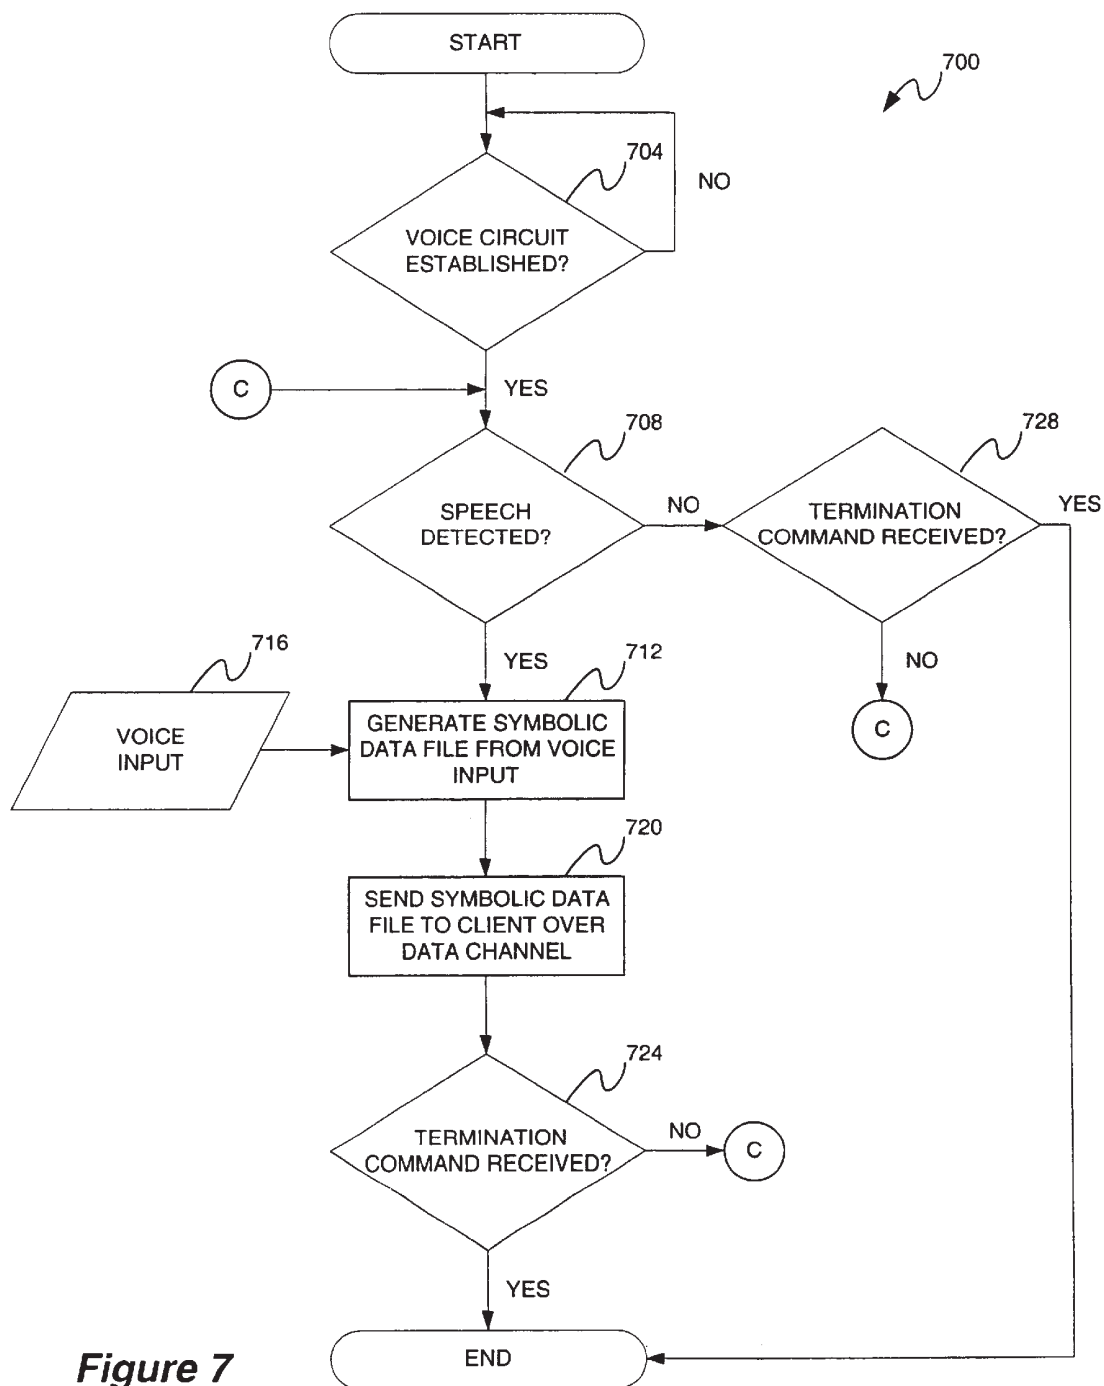 START
700
704
NO
VOICE CIRCUIT
ESTABLISHED?
C
YES
708
728
SPEECH
DETECTED?
NO
TERMINATION
COMMAND RECEIVED?
YES
716
YES
712
NO
VOICE
INPUT
GENERATE SYMBOLIC
DATA FILE FROM VOICE
INPUT
C
720
SEND SYMBOLIC DATA
FILE TO CLIENT OVER
DATA CHANNEL
724
TERMINATION
COMMAND RECEIVED?
NO
C
YES
END
Figure 7